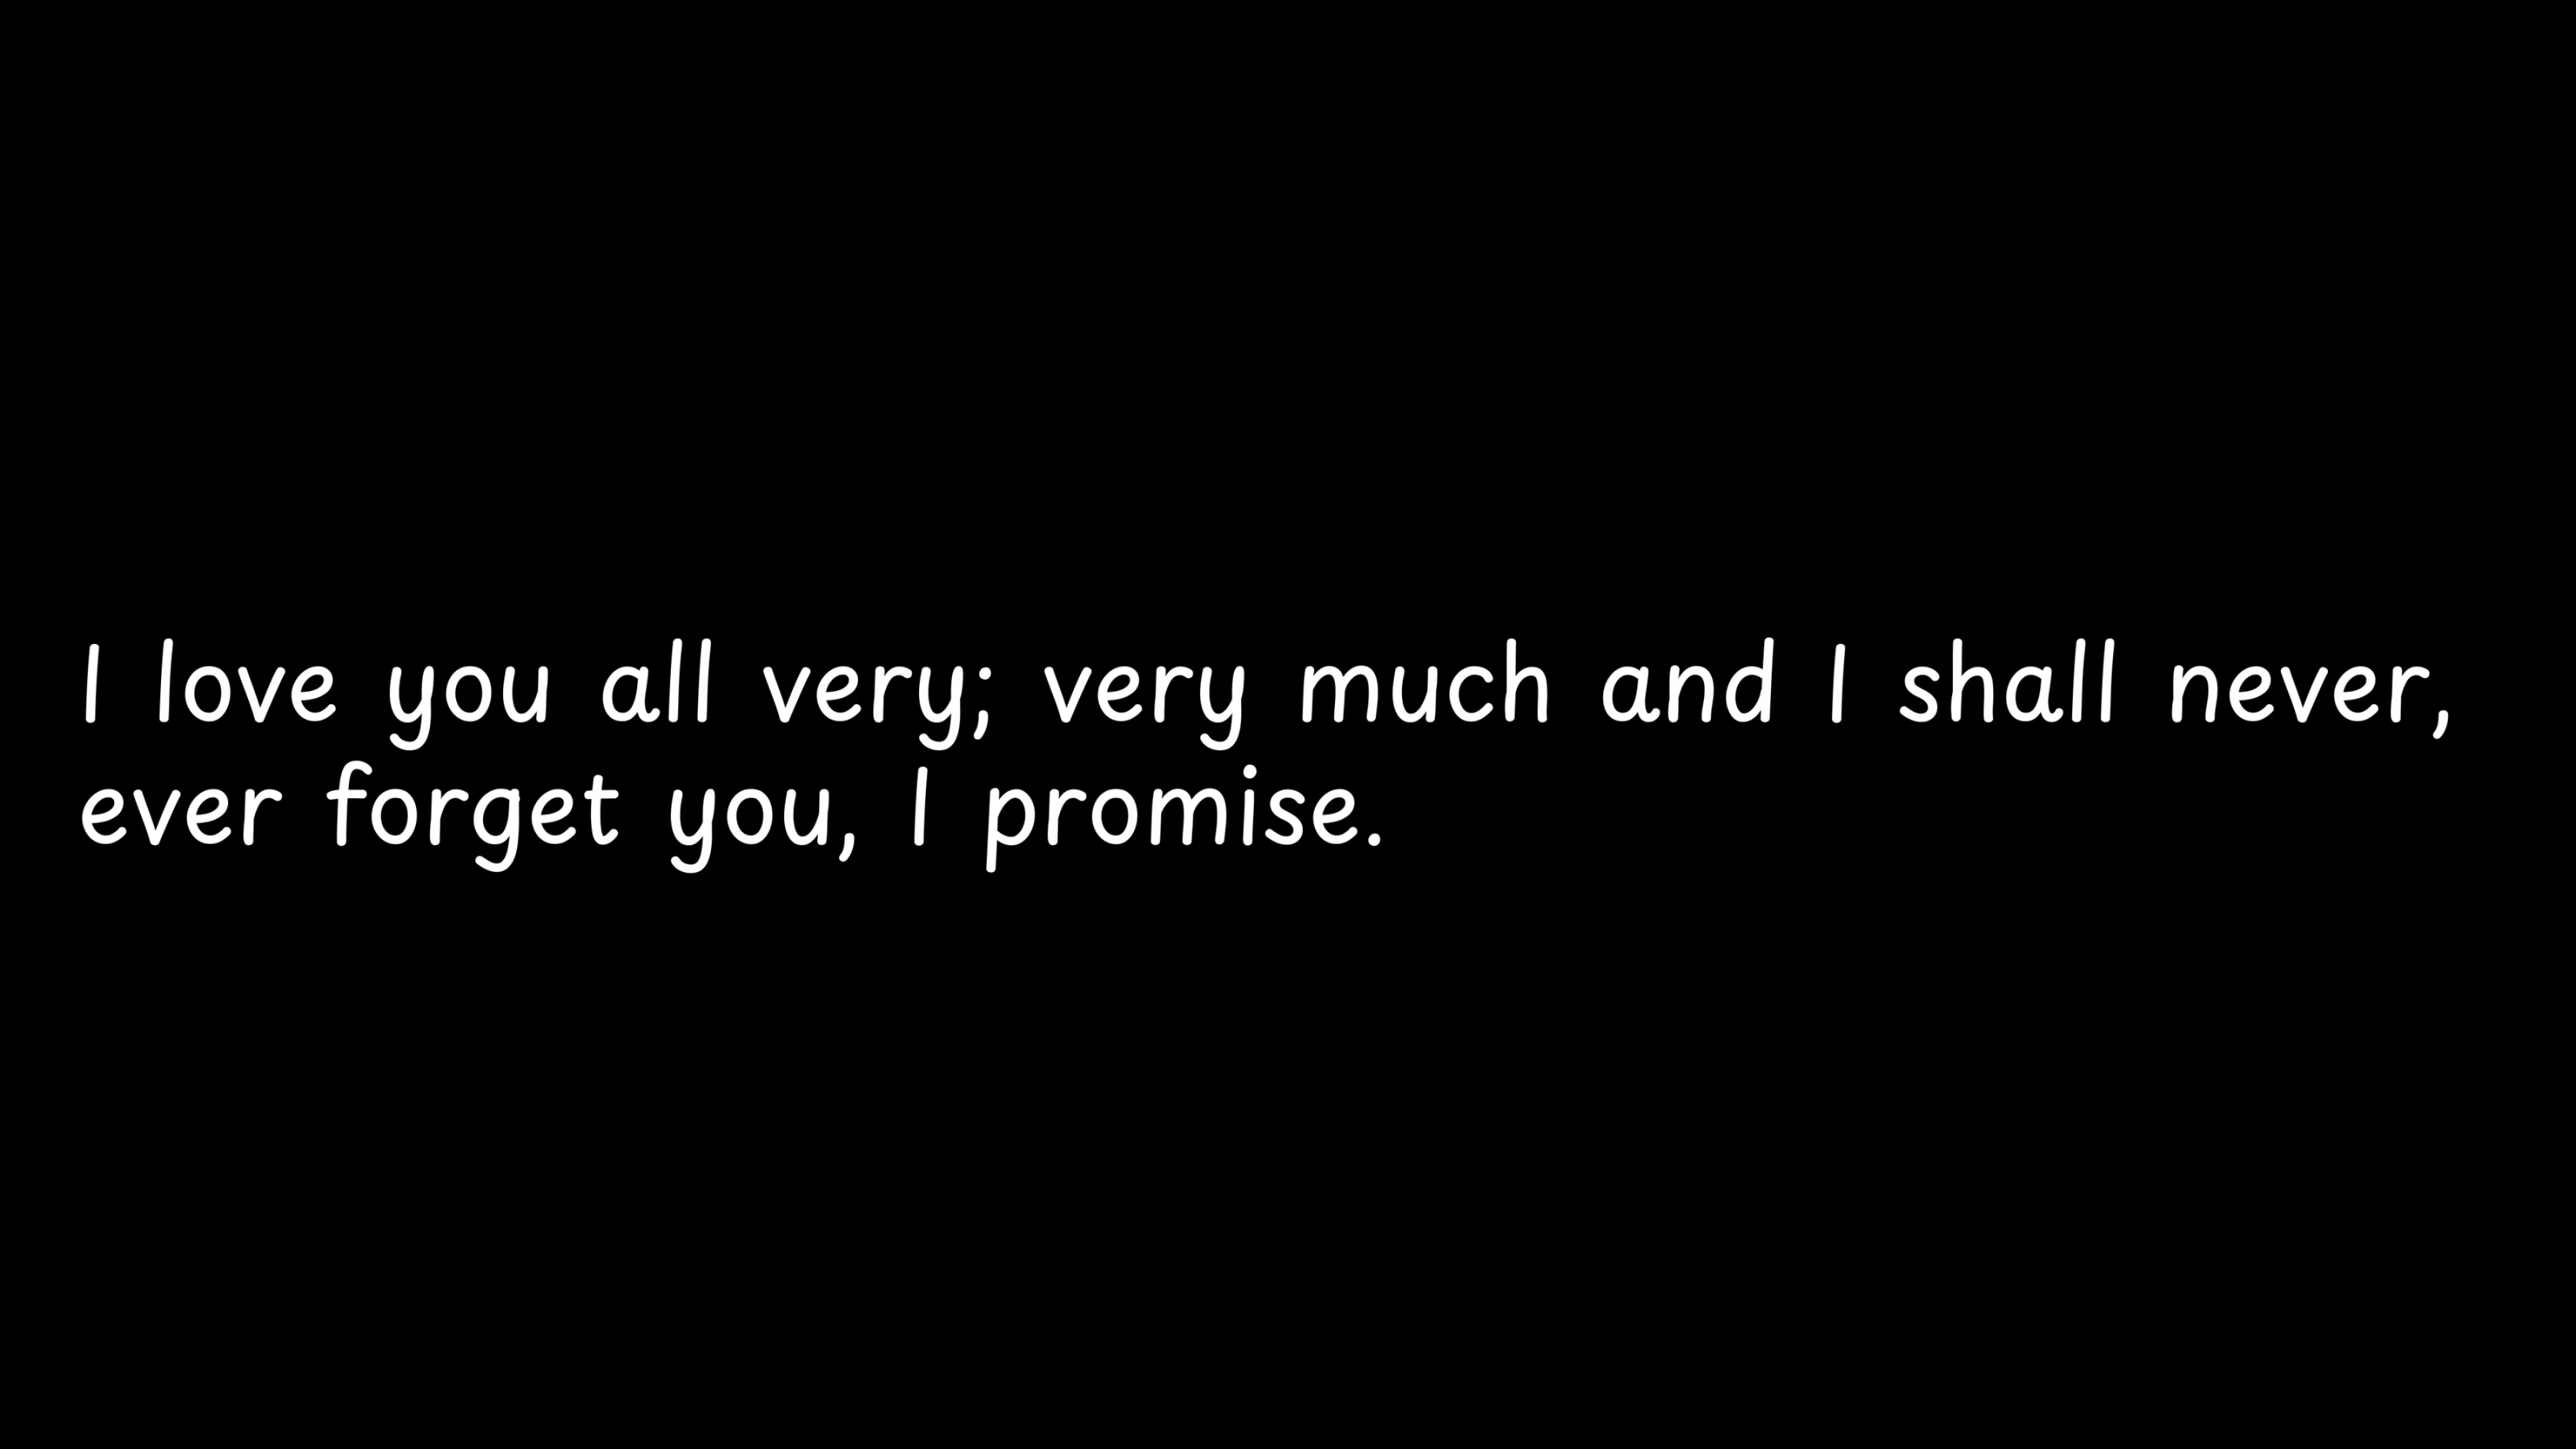 I love you all very; very much and I shall never,
ever forget you, I promise.